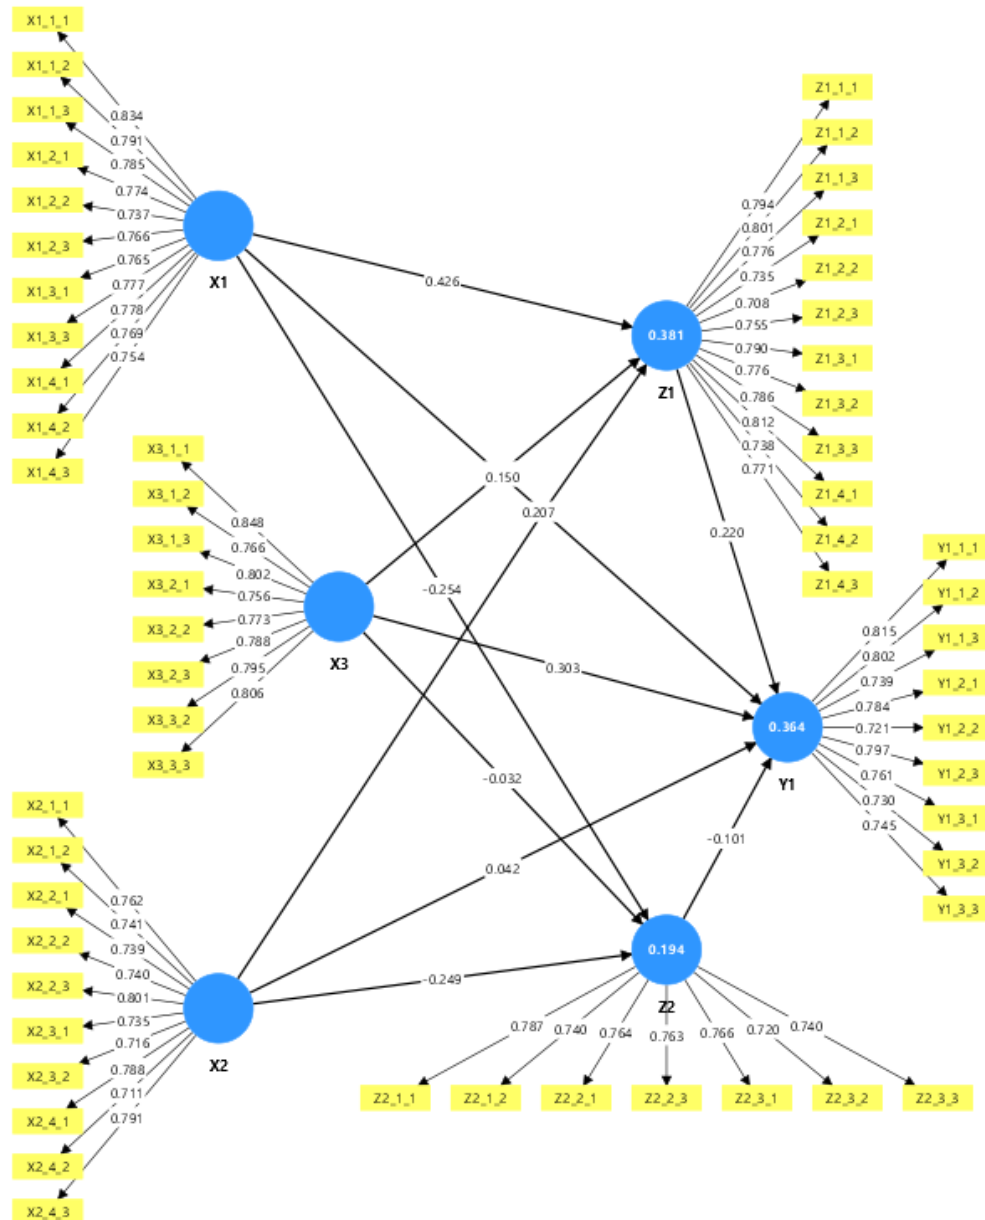 X1_1_1
X1_1_2
X1_1_3
X1_2_1
X1_2_2
X1_2_3
X1_3_1
X1_3_3
X1_4_1
X1_4_2
X1_4_3
0.834
0.791
0.785
0.774
0.737
0.766
0.765
0.777
0.778
0.769
0.754
X1
0.426
Z1_1_1
Z1_1_2
Z1_1_3
Z1_2_1
Z1_2_2
Z1_2_3
Z1_3_1
Z1_3_2
Z1_3_3
Z1_4_1
Z1_4_2
Z1_4_3
0.794
0.801
0.776
0.735
0.708
0.755
0.790
0.776
0.786
0.812
0.738
0.771
0.381
Z1
X3_1_1
X3_1_2
X3_1_3
X3_2_1
X3_2_2
X3_2_3
X3_3_2
X3_3_3
0.848
0.766
0.802
0.756
0.773
0.788
0.795
0.806
X3
0.150
0.207
-0.254
0.220
0.303
-0.032
0.042
-0.101
-0.249
Y1_1_1
Y1_1_2
Y1_1_3
Y1_2_1
Y1_2_2
Y1_2_3
Y1_3_1
Y1_3_2
Y1_3_3
0.815
0.802
0.739
0.784
0.721
0.797
0.761
0.730
0.745
0.364
Y1
X2_1_1
X2_1_2
X2_2_1
X2_2_2
X2_2_3
X2_3_1
X2_3_2
X2_4_1
X2_4_2
X2_4_3
0.762
0.741
0.739
0.740
0.801
0.735
0.716
0.788
0.711
0.791
X2
0.194
Z2
0.787
0.740
0.764
0.763
0.766
0.720
0.740
Z2_1_1
Z2_1_2
Z2_2_1
Z2_2_3
Z2_3_1
Z2_3_2
Z2_3_3